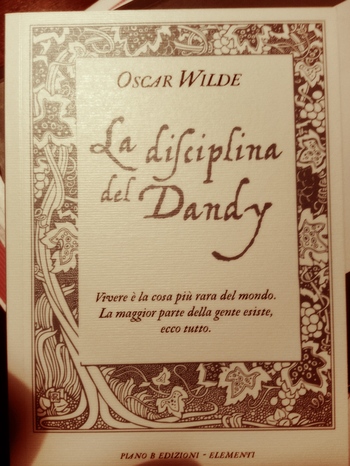 OSCAR WILDE
La disciplina
del Dandy
Vivere è la cosa più rara del mondo.
La maggior parte della gente esiste,
ecco tutto.
PIANO B EDIZIONI - ELEMENTI